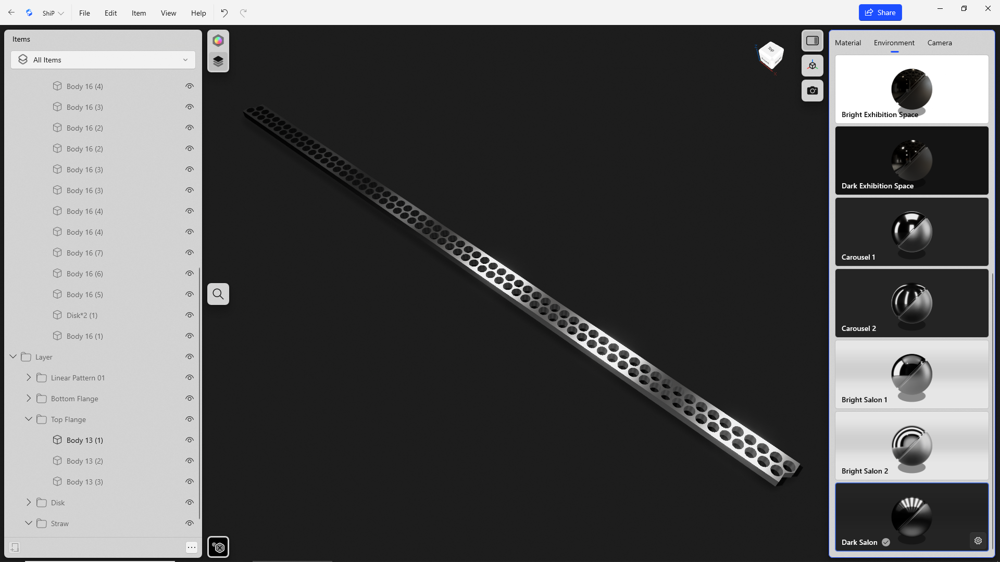 ShiP
File
Edit
Item
View
Help
Share
Items
All Items
Body 16 (4)
Body 16 (3)
Body 16 (2)
Body 16 (2)
Body 16 (3)
Body 16 (3)
Body 16 (4)
Body 16 (4)
Body 16 (7)
Body 16 (6)
Body 16 (5)
Disk*2 (1)
Body 16 (1)
Layer
Linear Pattern 01
Bottom Flange
Top Flange
Body 13 (1)
Body 13 (2)
Body 13 (3)
Disk
Straw
Z
Top
X
Material
Environment
Camera
Bright Exhibition Space
Dark Exhibition Space
Carousel 1
Carousel 2
Bright Salon 1
Bright Salon 2
Dark Salon